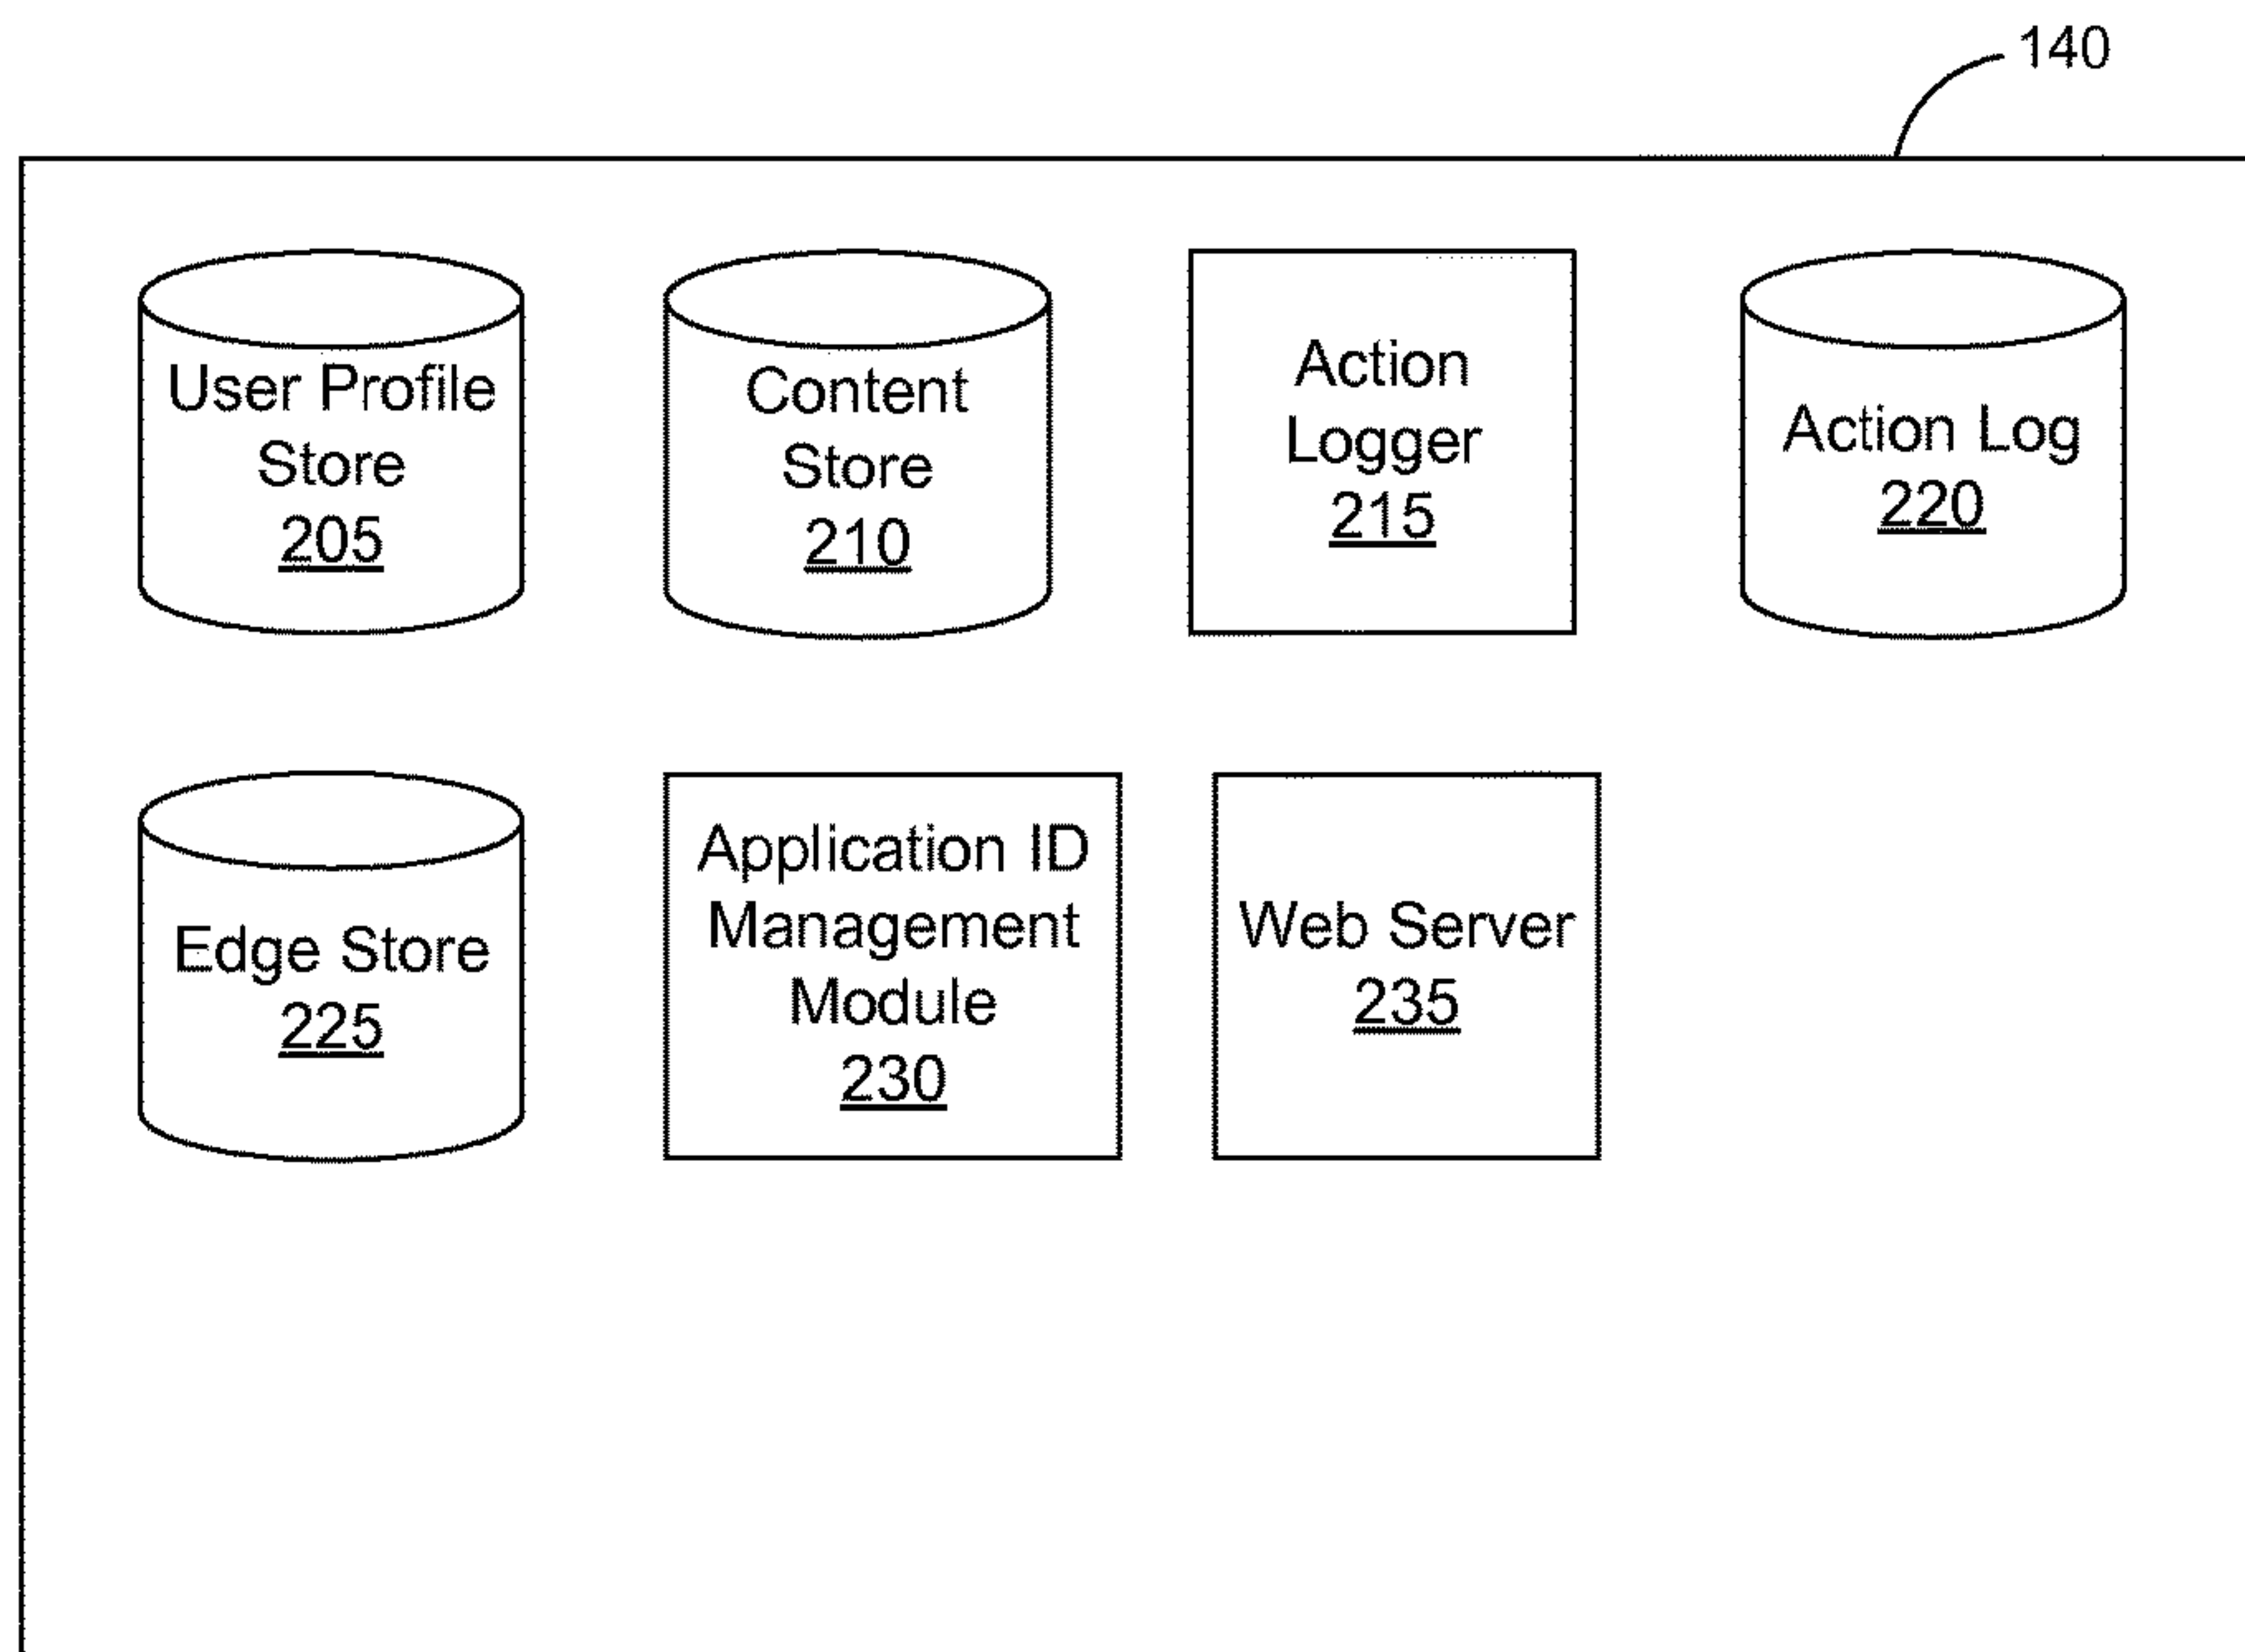 140
User Profile
Store
205
Content
Store
210
Action
Logger
215
Action Log
220
Edge Store
225
Application ID
Management
Module
230
Web Server
235